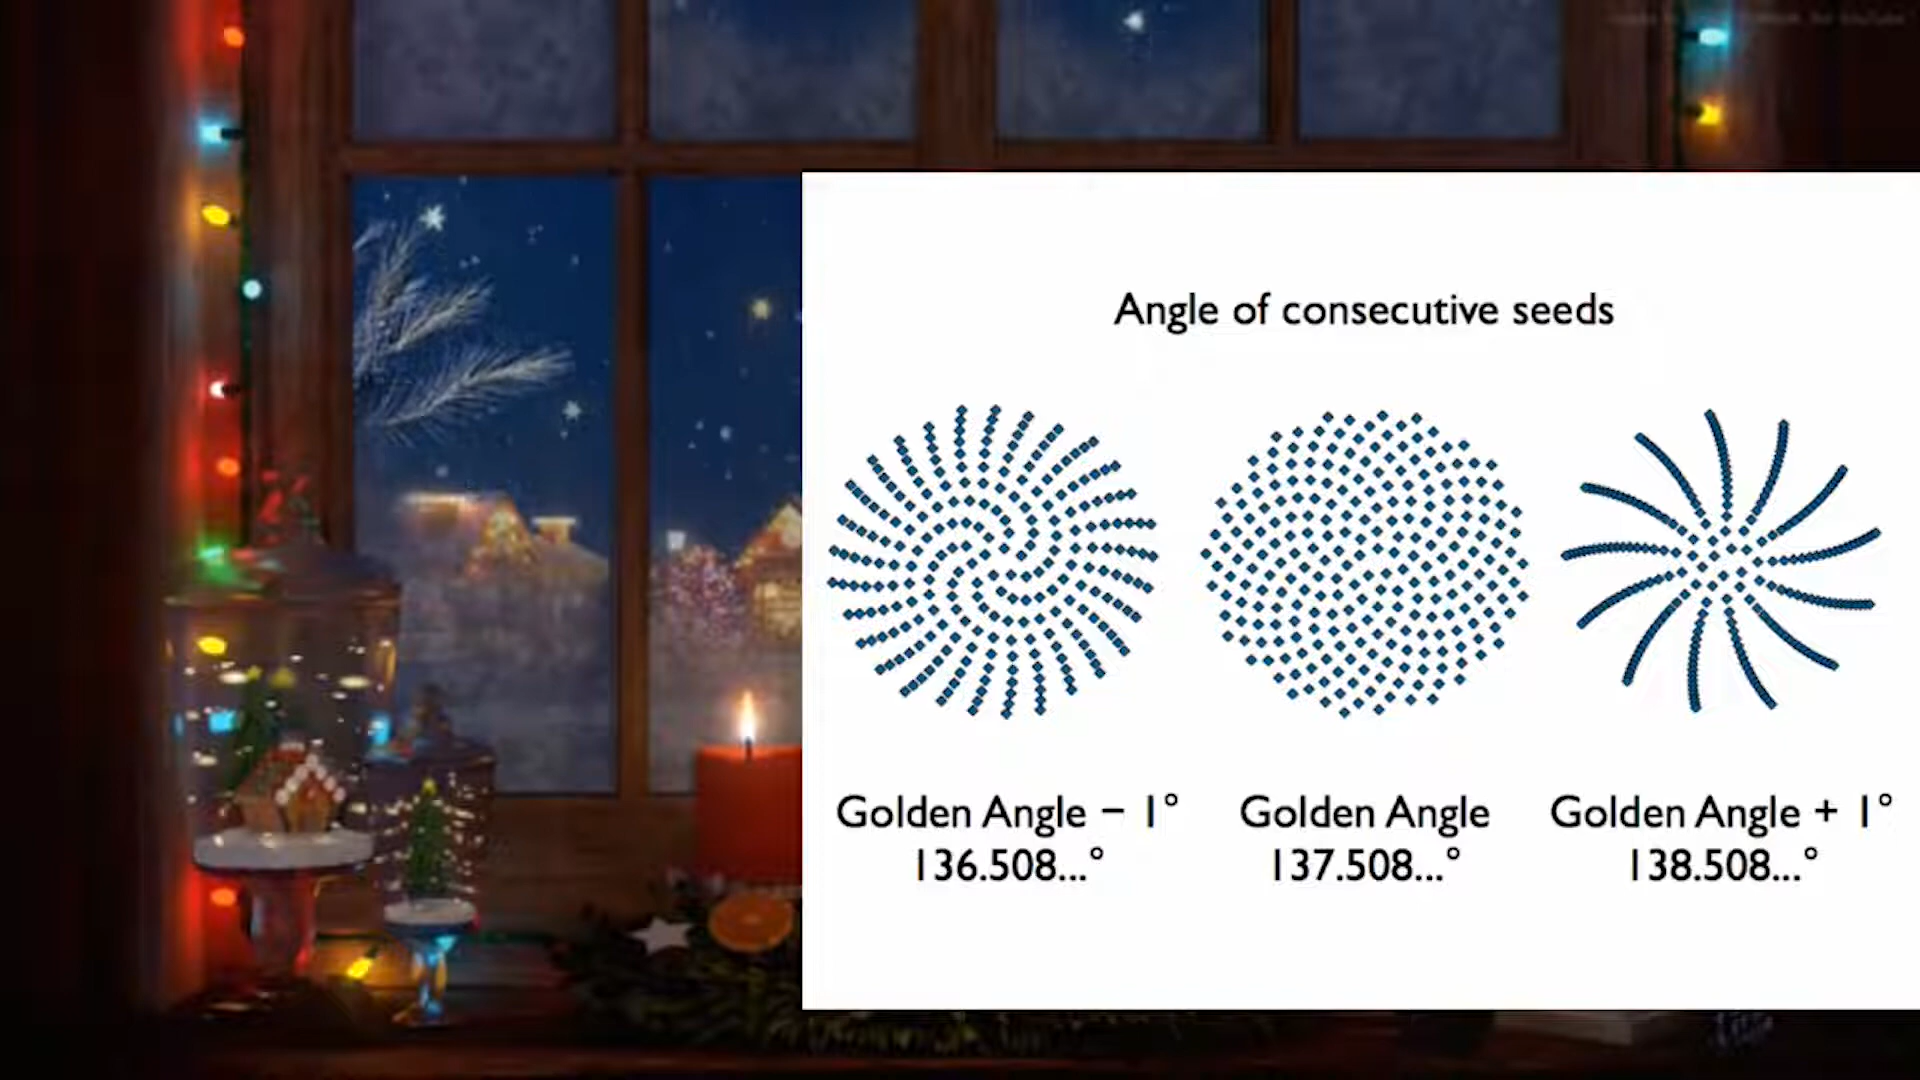 Angle of consecutive seeds
Golden Angle − 1°
136.508...°
Golden Angle
137.508...°
Golden Angle + 1°
138.508...°